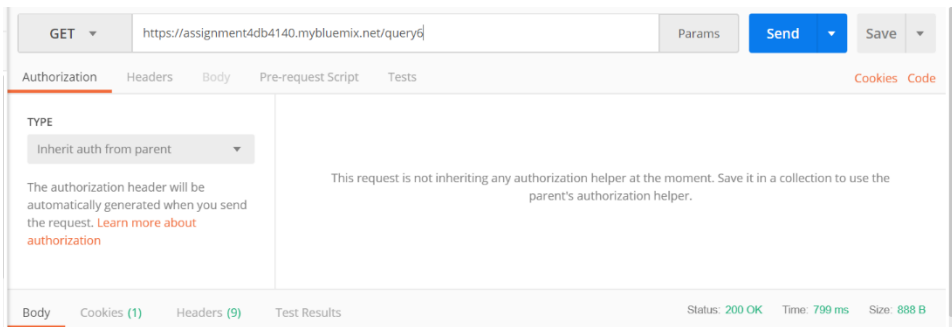 GET https://assignment4db4140.mybluemix.net/query6 Params Send Save
Authorization Headers Body Pre-request Script Tests Cookies Code
TYPE
Inherit auth from parent
The authorization header will be
automatically generated when you send
the request. Learn more about
authorization
This request is not inheriting any authorization helper at the moment. Save it in a collection to use the
parent's authorization helper.
Body Cookies (1) Headers (9) Test Results Status: 200 OK Time: 799 ms Size: 888 B